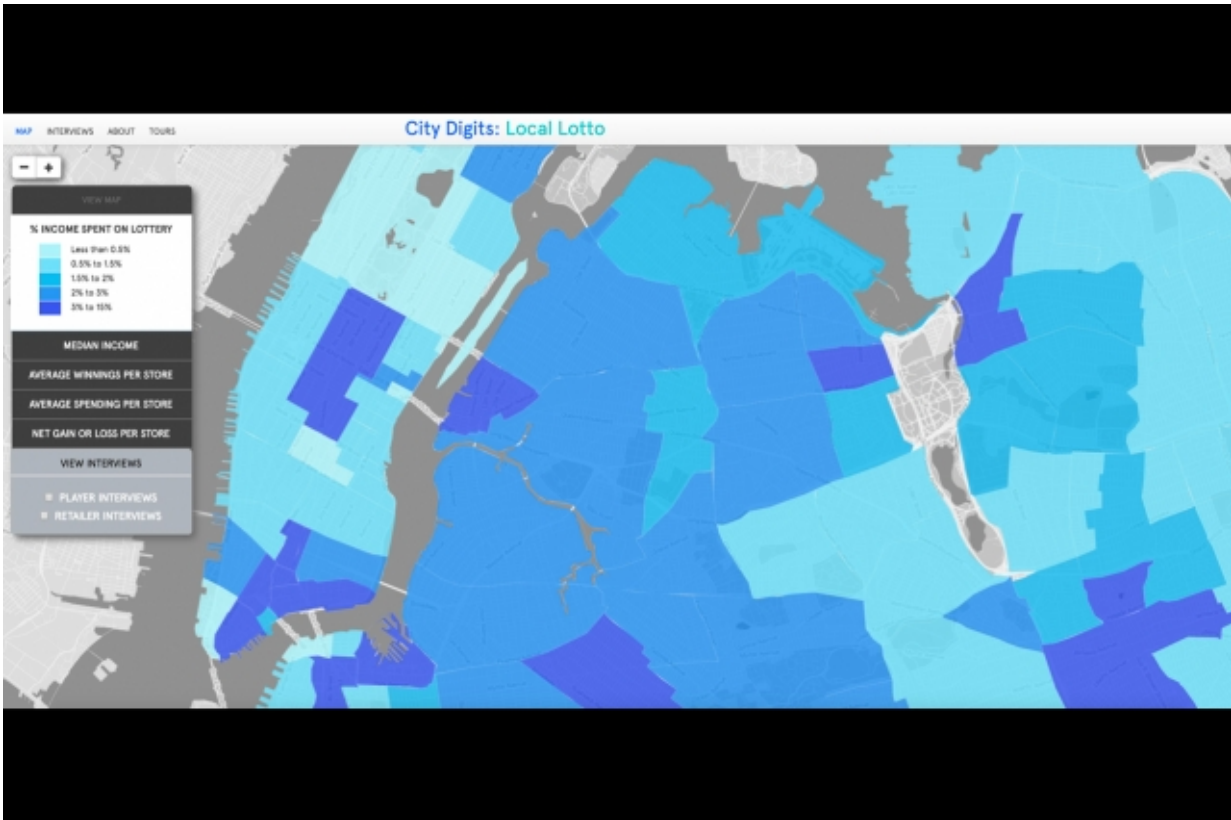 MAP INTERVIEWS ABOUT TOURS
City Digits: Local Lotto
− +
VIEW MAP
% INCOME SPENT ON LOTTERY
Less than 0.5%
0.5% to 1.5%
1.5% to 2%
2% to 3%
3% to 15%
MEDIAN INCOME
AVERAGE WINNINGS PER STORE
AVERAGE SPENDING PER STORE
NET GAIN OR LOSS PER STORE
VIEW INTERVIEWS
PLAYER INTERVIEWS
RETAILER INTERVIEWS